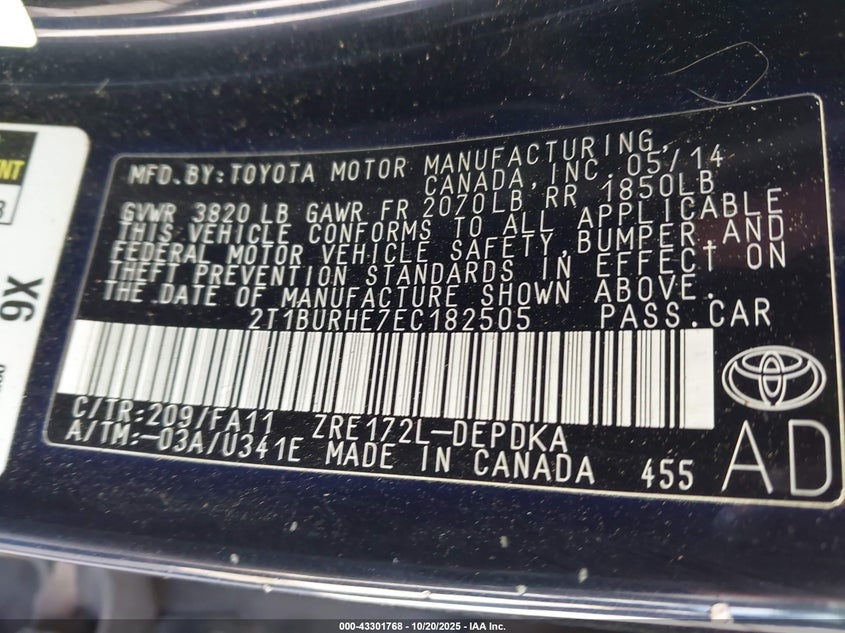 MFD.BY:TOYOTA MOTOR MANUFACTURING,
CANADA, INC. 05/14
GVWR 3820 LB GAWR FR 2070LB RR 1850LB
THIS VEHICLE CONFORMS TO ALL APPLICABLE
FEDERAL MOTOR VEHICLE SAFETY, BUMPER, AND
THEFT PREVENTION STANDARDS IN EFFECT ON
THE DATE OF MANUFACTURE SHOWN ABOVE.
2T1BURHE7EC182505 PASS.CAR
C/TR:209/FA11 ZRE172L-DEPDKA
A/TM:-03A/U341E MADE IN CANADA 455 AD
9X
000-43301768 - 10/20/2025 - IAA Inc.